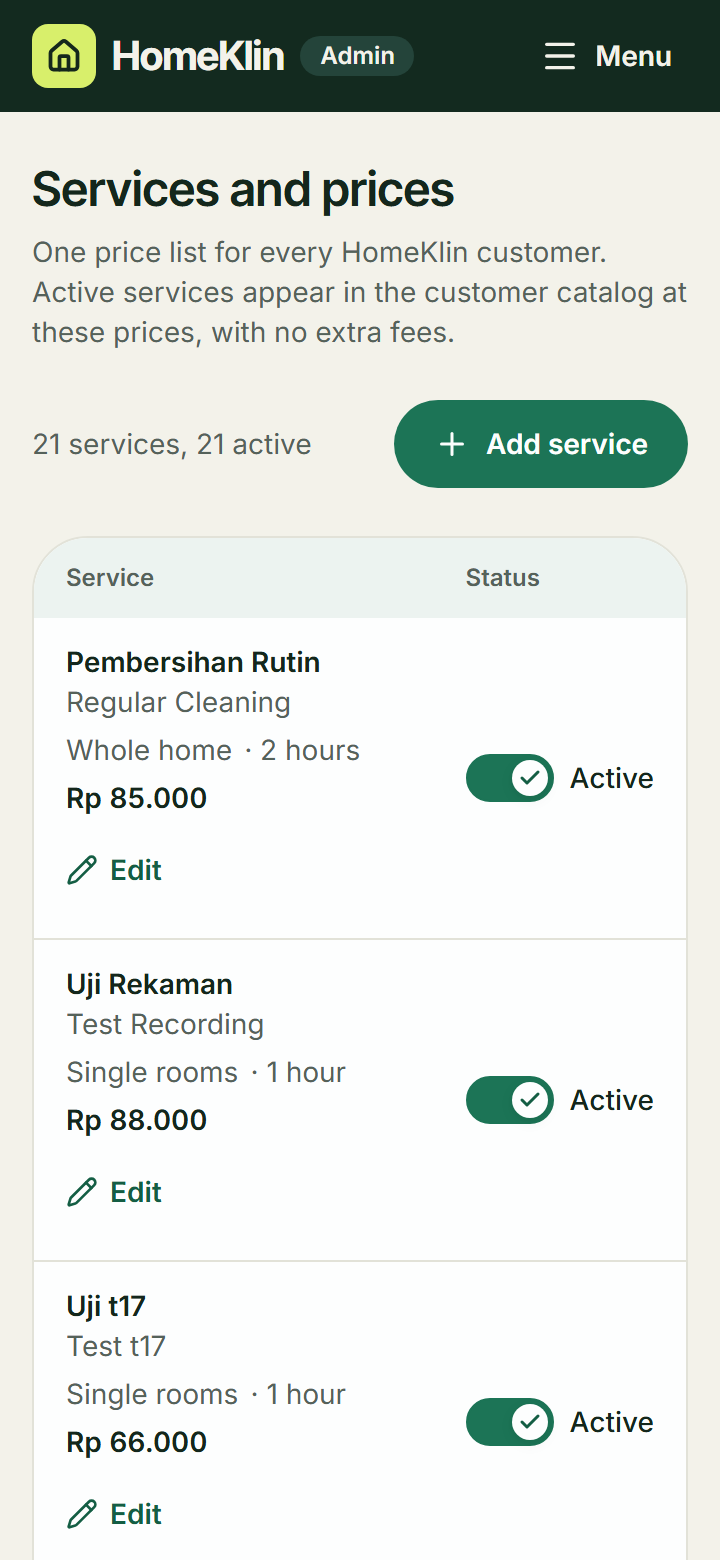 HomeKlin Admin Menu
Services and prices
One price list for every HomeKlin customer.
Active services appear in the customer catalog at
these prices, with no extra fees.
21 services, 21 active
Add service
Service Status
Pembersihan Rutin
Regular Cleaning
Whole home · 2 hours
Active
Rp 85.000
Edit
Uji Rekaman
Test Recording
Single rooms · 1 hour
Active
Rp 88.000
Edit
Uji t17
Test t17
Single rooms · 1 hour
Active
Rp 66.000
Edit